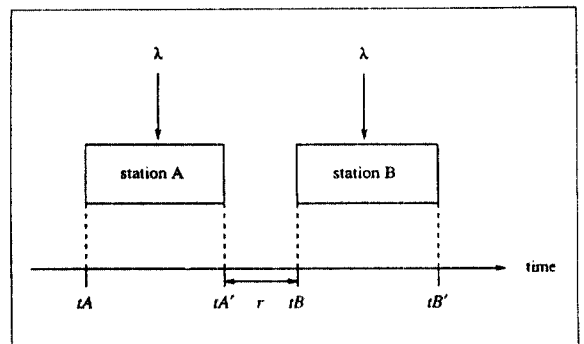 λ λ
station A station B
time
tA tA' r tB tB'